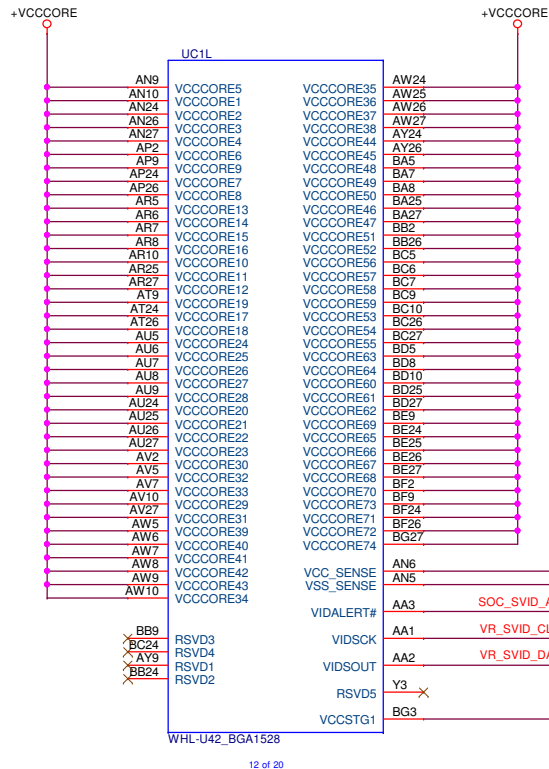 +VCCCORE +VCCCORE
UC1L
AN9 VCCCORE5 VCCCORE35 AW24
AN10 VCCCORE1 VCCCORE36 AW25
AN24 VCCCORE2 VCCCORE37 AW26
AN26 VCCCORE3 VCCCORE38 AW27
AN27 VCCCORE4 VCCCORE44 AY24
AP2 VCCCORE6 VCCCORE45 AY26
AP9 VCCCORE9 VCCCORE48 BA5
AP24 VCCCORE7 VCCCORE49 BA7
AP26 VCCCORE8 VCCCORE50 BA8
AR5 VCCCORE13 VCCCORE46 BA25
AR6 VCCCORE14 VCCCORE47 BA27
AR7 VCCCORE15 VCCCORE51 BB2
AR8 VCCCORE16 VCCCORE52 BB26
AR10 VCCCORE10 VCCCORE56 BC5
AR25 VCCCORE11 VCCCORE57 BC6
AR27 VCCCORE12 VCCCORE58 BC7
AT9 VCCCORE19 VCCCORE59 BC9
AT24 VCCCORE17 VCCCORE53 BC10
AT26 VCCCORE18 VCCCORE54 BC26
AU5 VCCCORE24 VCCCORE55 BC27
AU6 VCCCORE25 VCCCORE63 BD5
AU7 VCCCORE26 VCCCORE64 BD8
AU8 VCCCORE27 VCCCORE60 BD10
AU9 VCCCORE28 VCCCORE61 BD25
AU24 VCCCORE20 VCCCORE62 BD27
AU25 VCCCORE21 VCCCORE69 BE9
AU26 VCCCORE22 VCCCORE65 BE24
AU27 VCCCORE23 VCCCORE66 BE25
AV2 VCCCORE30 VCCCORE67 BE26
AV5 VCCCORE32 VCCCORE68 BE27
AV7 VCCCORE33 VCCCORE70 BF2
AV10 VCCCORE29 VCCCORE73 BF9
AV27 VCCCORE31 VCCCORE71 BF24
AW5 VCCCORE39 VCCCORE72 BF26
AW6 VCCCORE40 VCCCORE74 BG27
AW7 VCCCORE41
AW8 VCCCORE42 VCC_SENSE AN6
AW9 VCCCORE43 VSS_SENSE AN5
AW10 VCCCORE34
VIDALERT# AA3 SOC_SVID_A
BB9 RSVD3 VIDSCK AA1 VR_SVID_CL
BC24 RSVD4
AY9 RSVD1 VIDSOUT AA2 VR_SVID_DA
BB24 RSVD2
RSVD5 Y3
VCCSTG1 BG3
WHL-U42_BGA1528
12 of 20